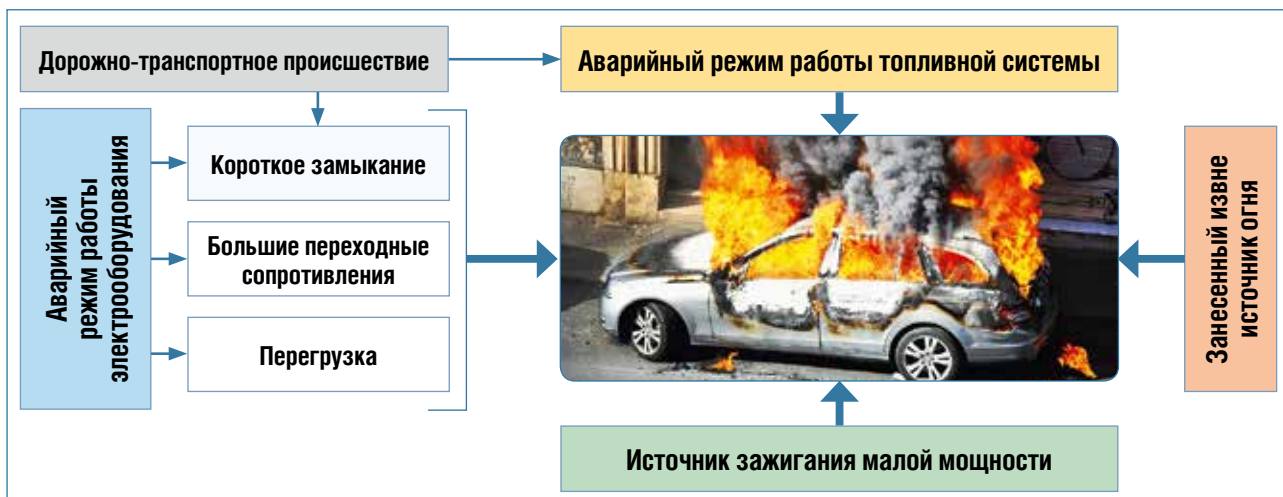 Дорожно-транспортное происшествие
Аварийный режим работы топливной системы
Аварийный
режим работы
электрооборудования
Короткое замыкание
Большие переходные
сопротивления
Перегрузка
Занесенный извне
источник огня
Источник зажигания малой мощности